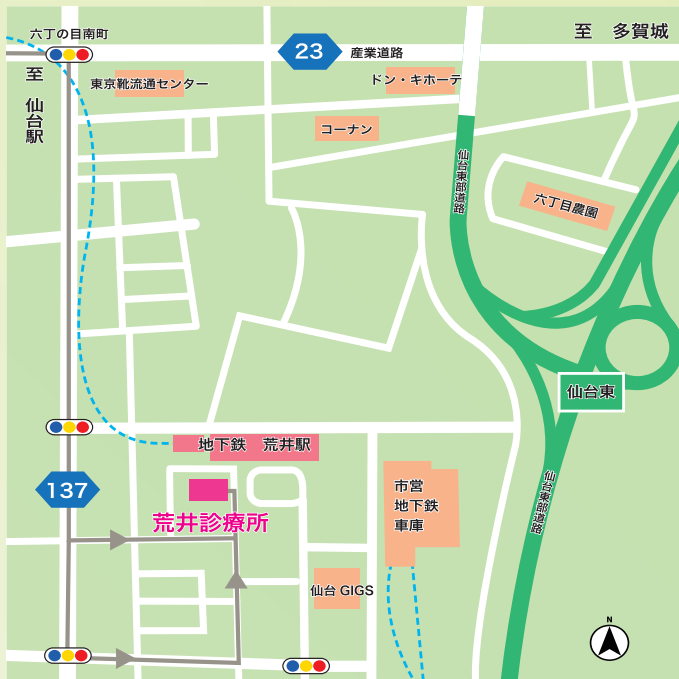 六丁の目南町
23
産業道路
至 多賀城
至 仙台駅
東京靴流通センター
ドン・キホーテ
コーナン
仙台東部道路
六丁目農園
仙台東
地下鉄 荒井駅
137
荒井診療所
市営
地下鉄
車庫
仙台東部道路
仙台 GIGS
N